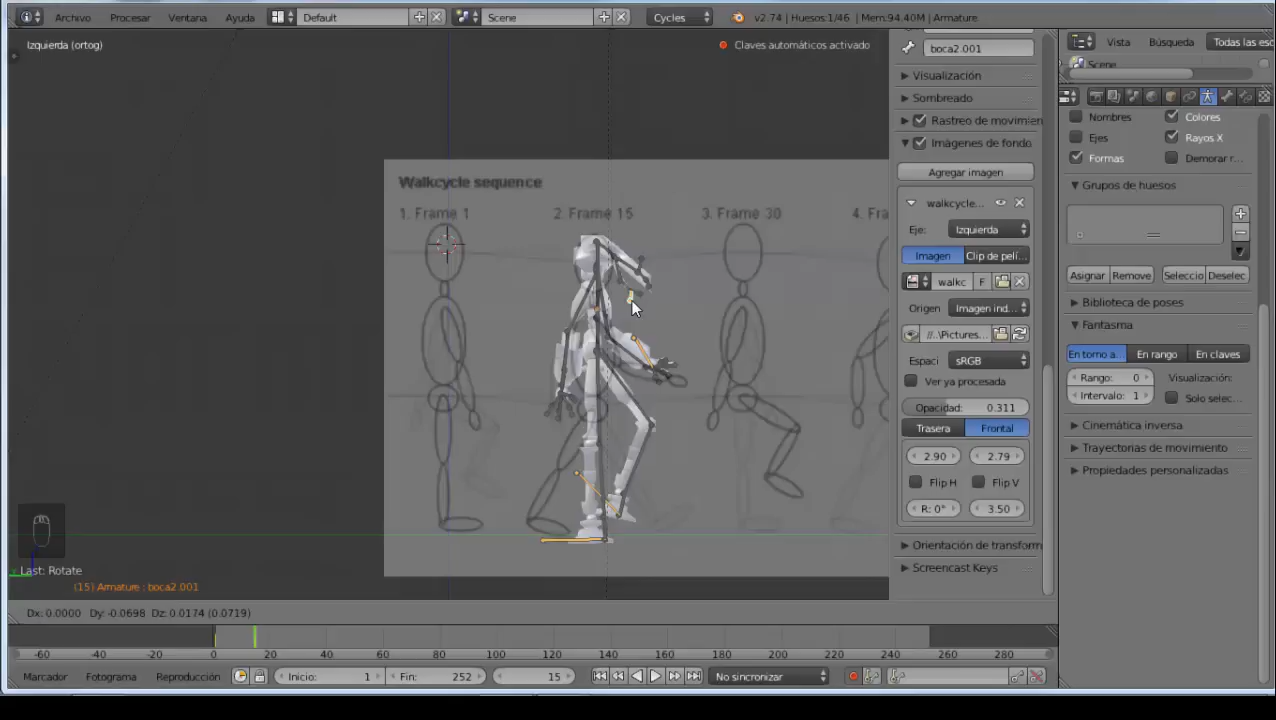 Archivo Procesar Ventana Ayuda Default Scene Cycles v2.74 | Huesos:1/46 | Mem:94.40M | Armature
Izquierda (ortog)
Claves automáticos activado
boca2.001
Visualización
Sombreado
Rastreo de movimien
Imágenes de fondo
Agregar imagen
walkcycle...
Eje: Izquierda
Imagen Clip de pelí...
walkc F
Origen Imagen ind...
//..\Pictures...
Espaci sRGB
Ver ya procesada
Opacidad: 0.311
Trasera Frontal
2.90 2.79
Flip H Flip V
R: 0° 3.50
Orientación de transform
Screencast Keys
Vista Búsqueda Todas las esc
Scene
Nombres Colores
Ejes Rayos X
Formas Demorar r...
Grupos de huesos
Asignar Remove Seleccio Deselec
Biblioteca de poses
Fantasma
En torno a... En rango En claves
Rango: 0 Visualización:
Intervalo: 1 Solo selec...
Cinemática inversa
Trayectorias de movimiento
Propiedades personalizadas
Walkcycle sequence
1. Frame 1 2. Frame 15 3. Frame 30 4. Fra
Last: Rotate
(15) Armature : boca2.001
Dx: 0.0000 Dy: -0.0698 Dz: 0.0174 (0.0719)
-60 -40 -20 0 20 40 60 80 100 120 140 160 180 200 220 240 260 280
Marcador Fotograma Reproducción Inicio: 1 Fin: 252 15 No sincronizar